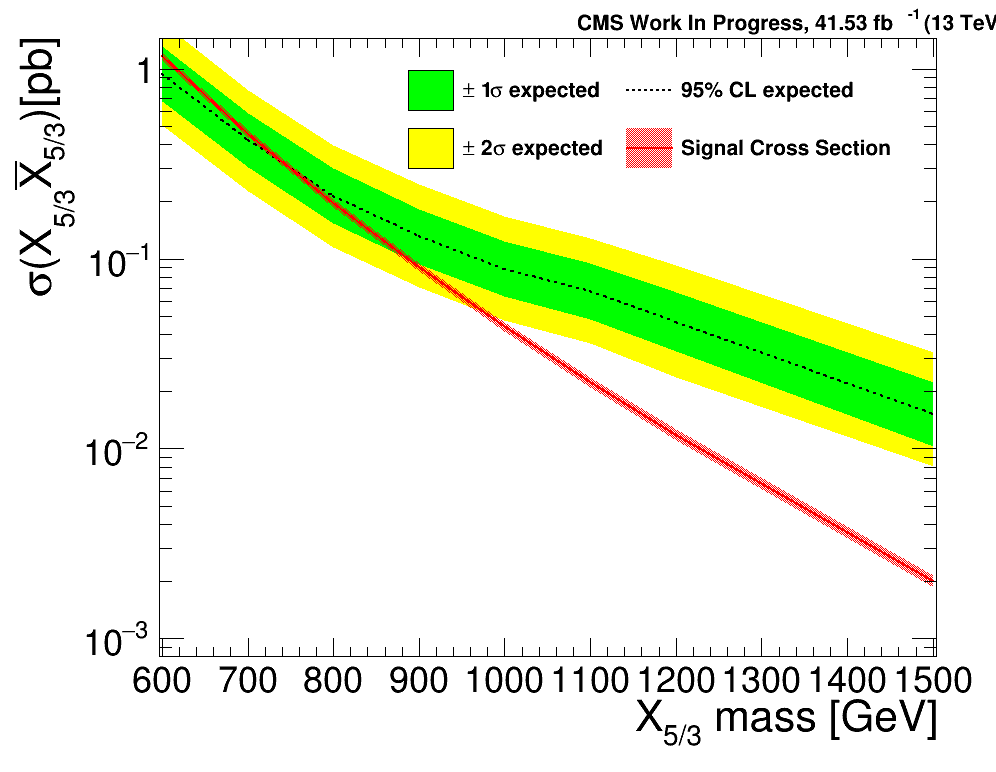 CMS Work In Progress, 41.53 fb⁻¹ (13 TeV
σ(X₅/₃X̅₅/₃)[pb]
± 1σ expected
95% CL expected
± 2σ expected
Signal Cross Section
1
10⁻¹
10⁻²
10⁻³
600 700 800 900 1000 1100 1200 1300 1400 1500
X₅/₃ mass [GeV]